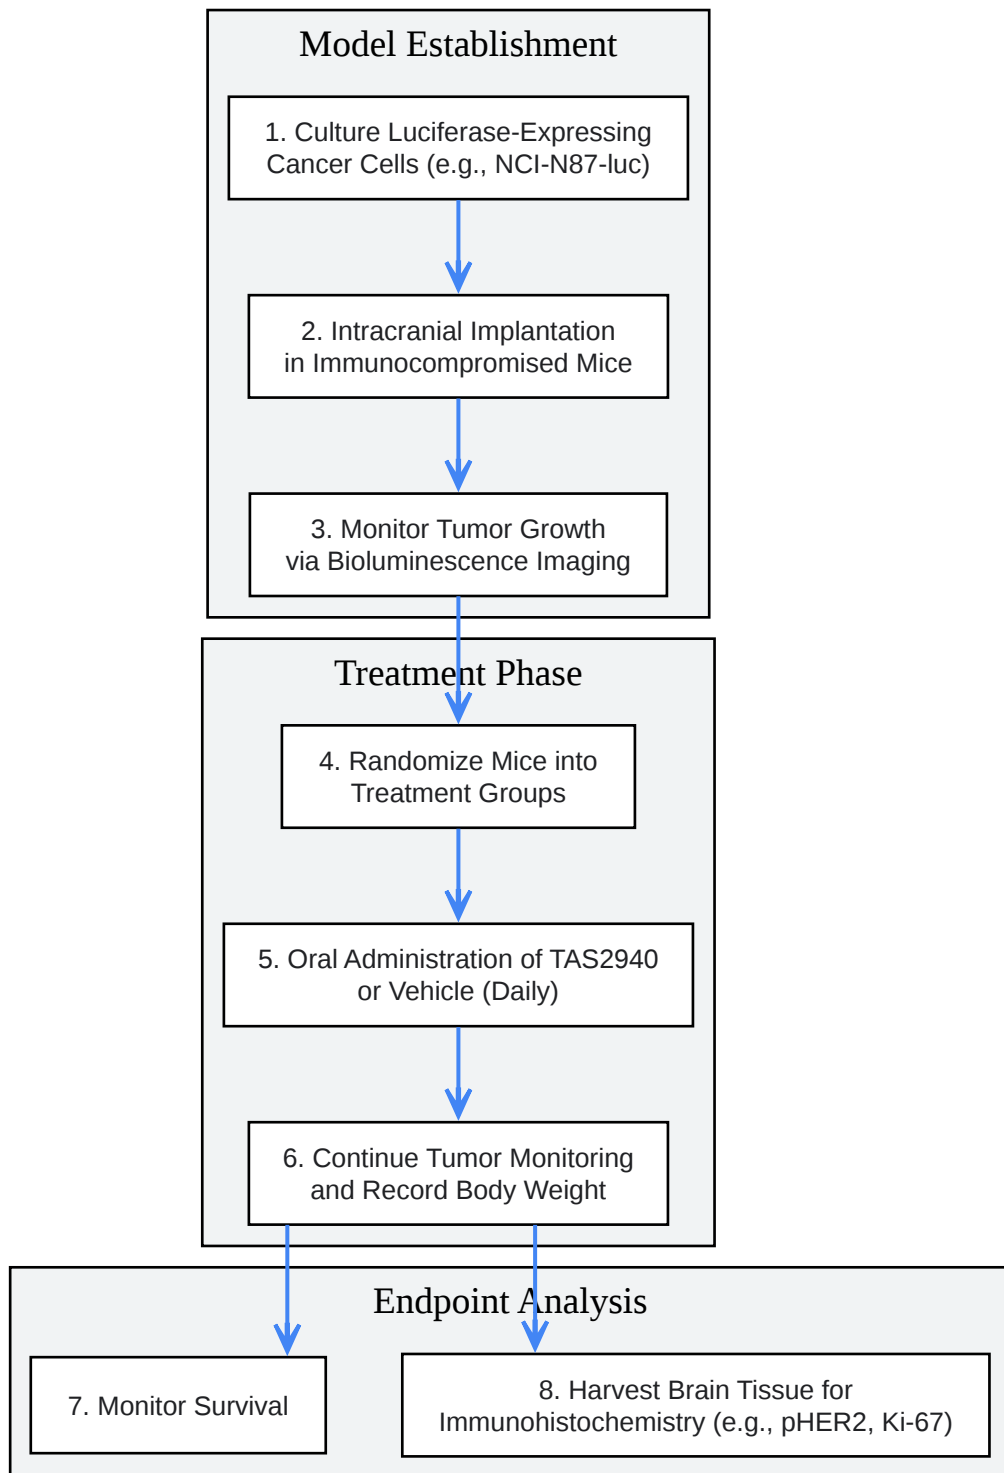 Model Establishment
1. Culture Luciferase-Expressing
Cancer Cells (e.g., NCI-N87-luc)
2. Intracranial Implantation
in Immunocompromised Mice
3. Monitor Tumor Growth
via Bioluminescence Imaging
Treatment Phase
4. Randomize Mice into
Treatment Groups
5. Oral Administration of TAS2940
or Vehicle (Daily)
6. Continue Tumor Monitoring
and Record Body Weight
Endpoint Analysis
7. Monitor Survival
8. Harvest Brain Tissue for
Immunohistochemistry (e.g., pHER2, Ki-67)